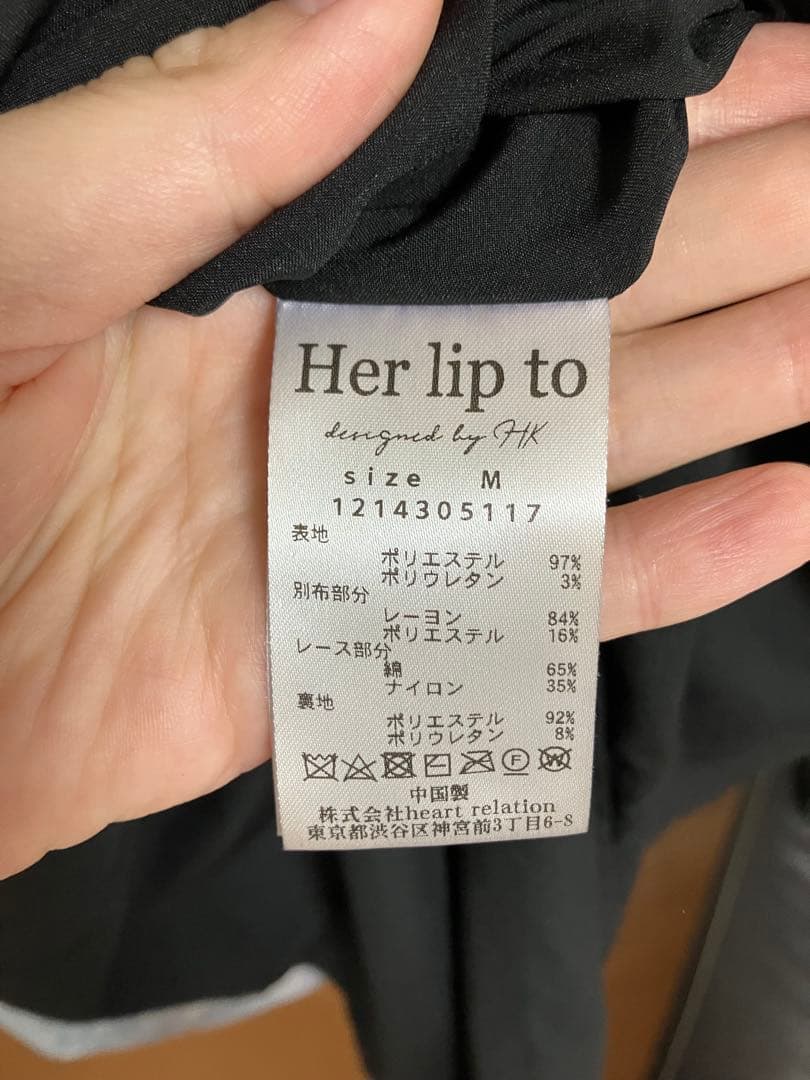 Her lip to
designed by HK
size M
1214305117
表地
ポリエステル 97%
ポリウレタン 3%
別布部分
レーヨン 84%
ポリエステル 16%
レース部分
綿 65%
ナイロン 35%
裏地
ポリエステル 92%
ポリウレタン 8%
F W
中国製
株式会社heart relation
東京都渋谷区神宮前3丁目6-8